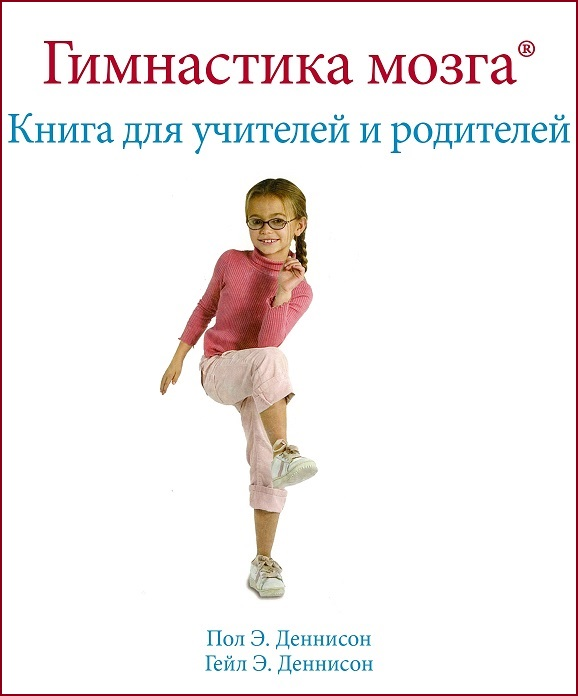 Гимнастика мозга®
Книга для учителей и родителей
Пол Э. Деннисон
Гейл Э. Деннисон